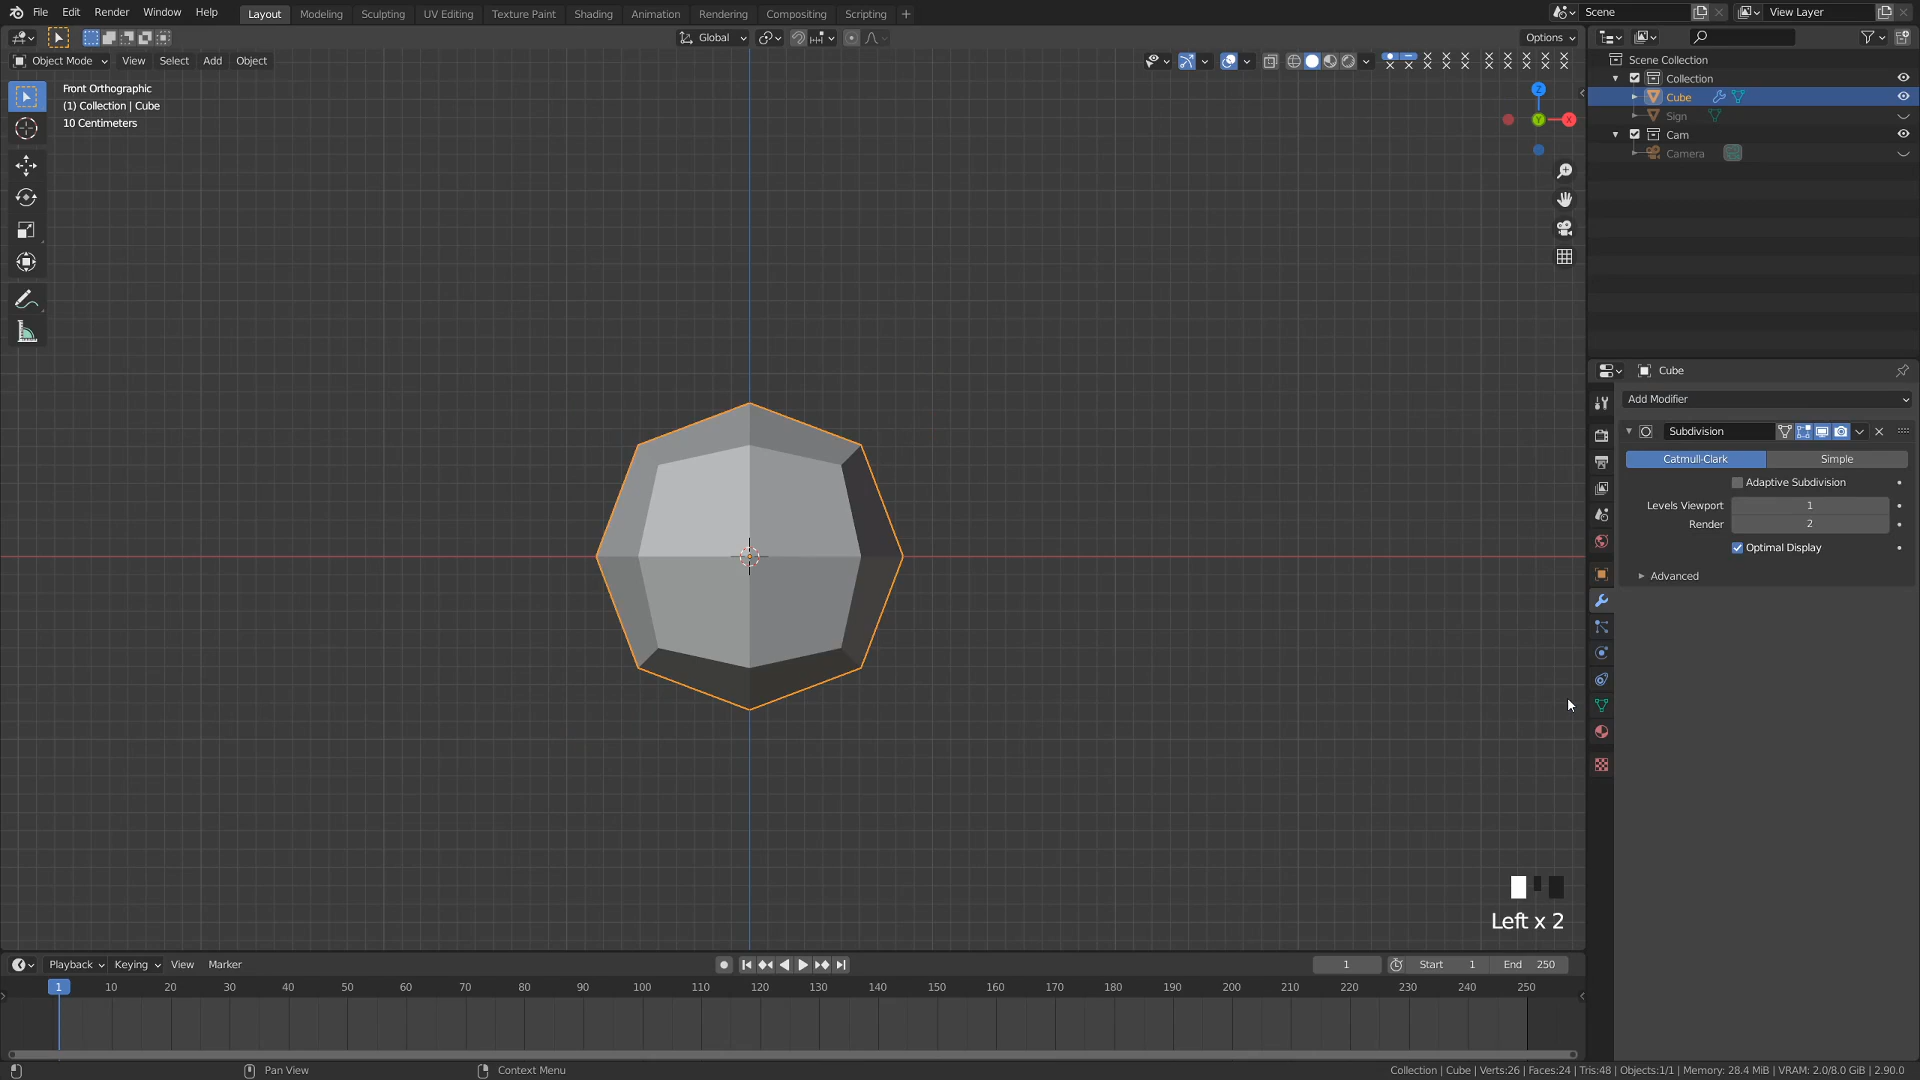 File Edit Render Window Help Layout Modeling Sculpting UV Editing Texture Paint Shading Animation Rendering Compositing Scripting + Scene View Layer
Global Options
Object Mode View Select Add Object
Front Orthographic
(1) Collection | Cube
10 Centimeters
Z
Y
X
Scene Collection
Collection
Cube
Sign
Cam
Camera
Cube
Add Modifier
Subdivision
Catmull-Clark Simple
Adaptive Subdivision
Levels Viewport 1
Render 2
Optimal Display
Advanced
Left x 2
Playback Keying View Marker 1 Start 1 End 250
1 10 20 30 40 50 60 70 80 90 100 110 120 130 140 150 160 170 180 190 200 210 220 230 240 250
Pan View Context Menu Collection | Cube | Verts:26 | Faces:24 | Tris:48 | Objects:1/1 | Memory: 28.4 MiB | VRAM: 2.0/8.0 GiB | 2.90.0